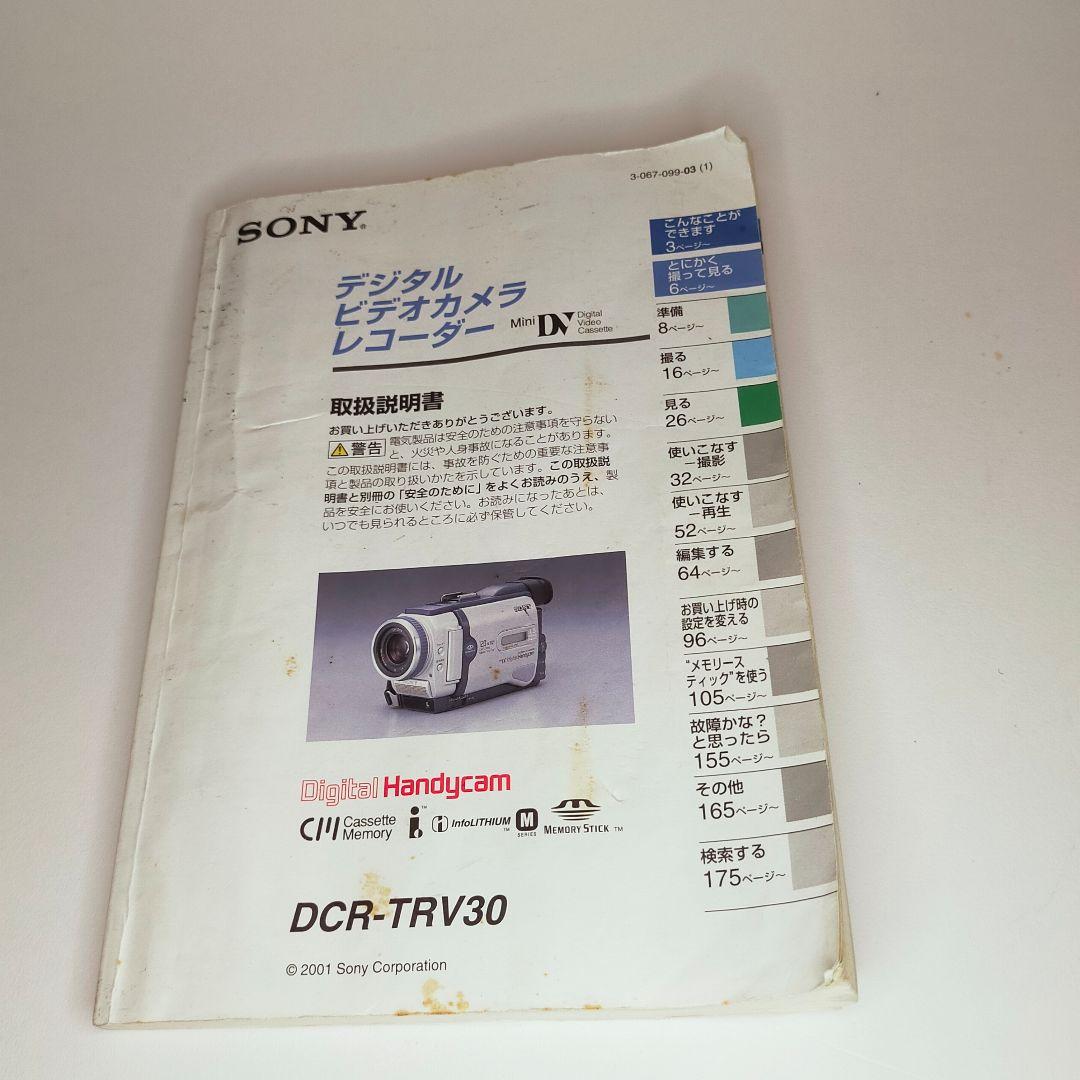 3-067-099-03 (1)
SONY®
デジタル
ビデオカメラ
レコーダー
Mini DV Digital
Video
Cassette
取扱説明書
お買い上げいただきありがとうございます。
警告 電気製品は安全のための注意事項を守らない
と、火災や人身事故になることがあります。
この取扱説明書には、事故を防ぐための重要な注意事
項と製品の取り扱いかたを示しています。この取扱説
明書と別冊の「安全のために」をよくお読みのうえ、製
品を安全にお使いください。お読みになったあとは、
いつでも見られるところに必ず保管してください。
Digital Handycam
CM Cassette
Memory
i™
InfoLITHIUM™ M
SERIES
MEMORY STICK ™
DCR-TRV30
© 2001 Sony Corporation
こんなことが
できます
3ページ〜
とにかく
撮って見る
6ページ〜
準備
8ページ〜
撮る
16ページ〜
見る
26ページ〜
使いこなす
－撮影
32ページ〜
使いこなす
－再生
52ページ〜
編集する
64ページ〜
お買い上げ時の
設定を変える
96ページ〜
“メモリース
ティック”を使う
105ページ〜
故障かな？
と思ったら
155ページ〜
その他
165ページ〜
検索する
175ページ〜